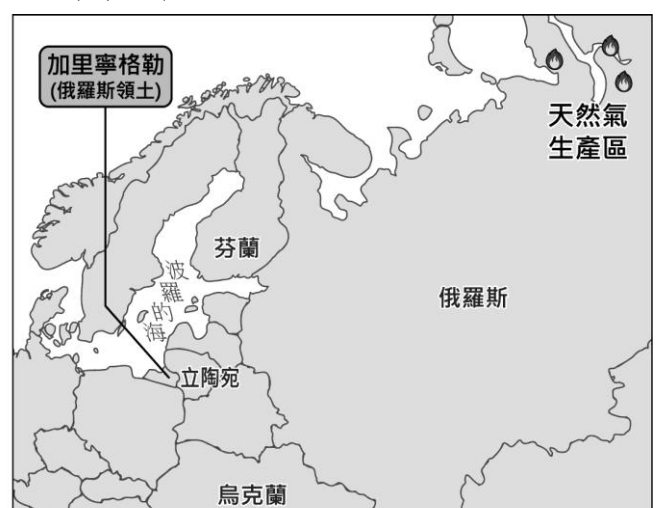 加里寧格勒
(俄羅斯領土)
天然氣
生產區
芬蘭
波羅的海
俄羅斯
立陶宛
烏克蘭